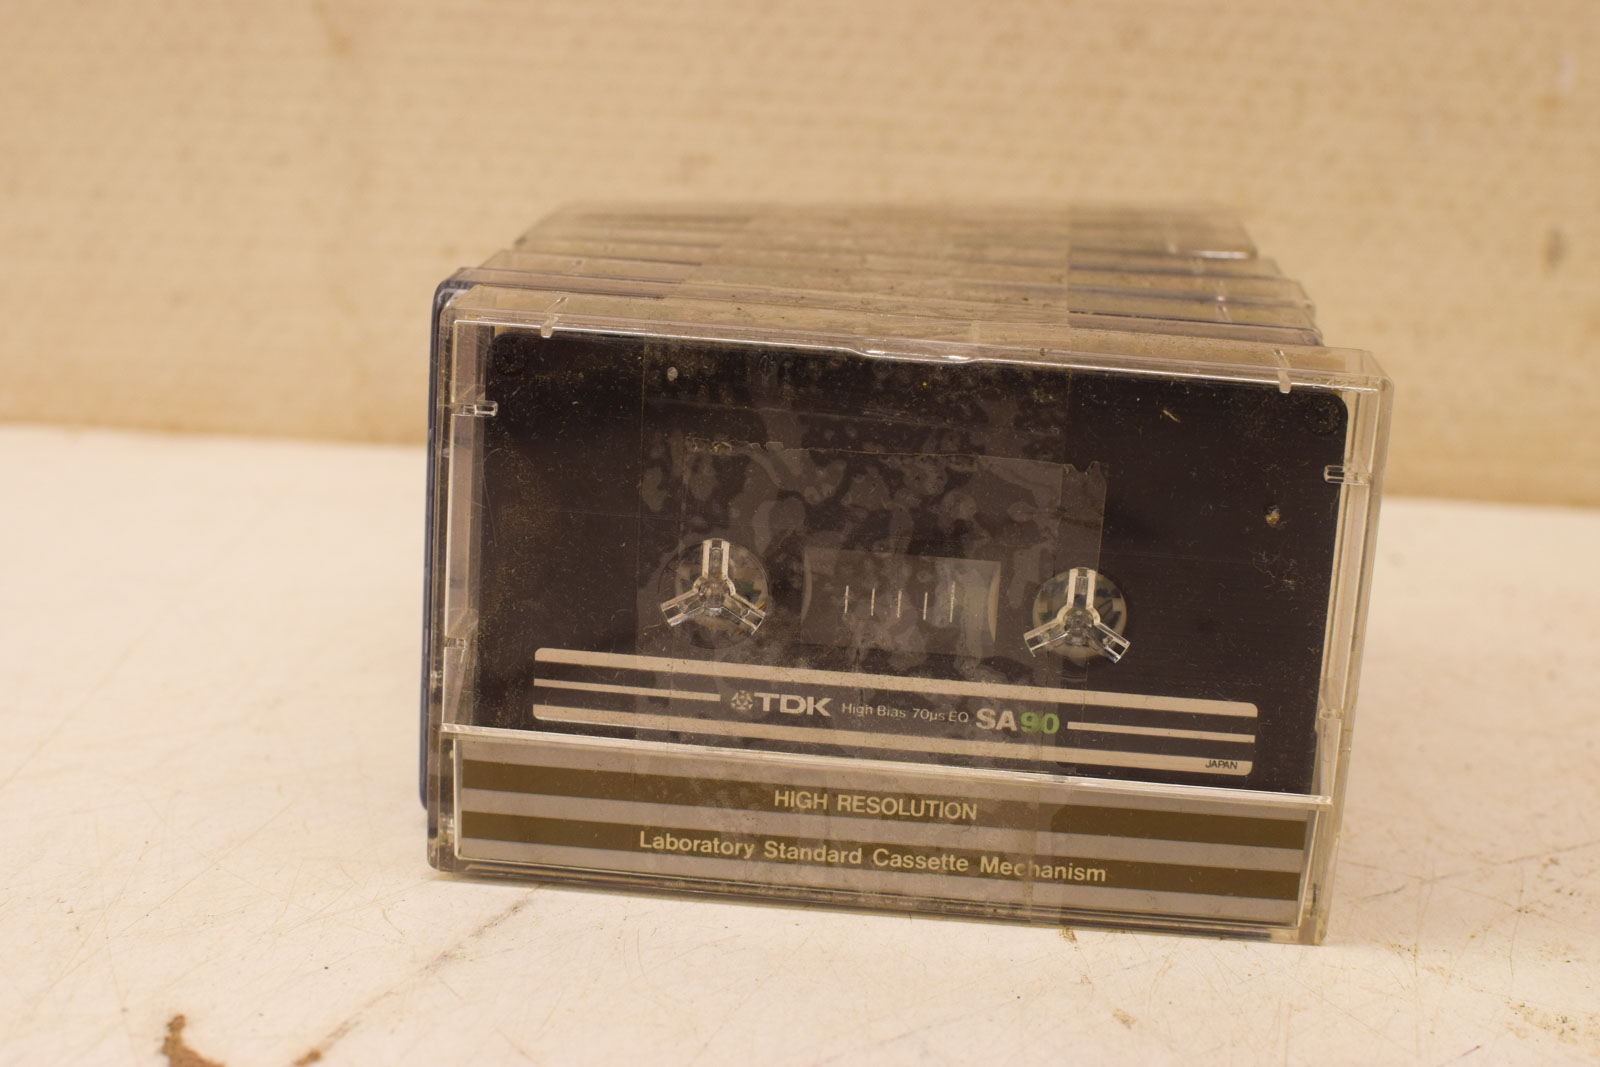 TDK High Bias 70µs EQ SA90
JAPAN
HIGH RESOLUTION
Laboratory Standard Cassette Mechanism